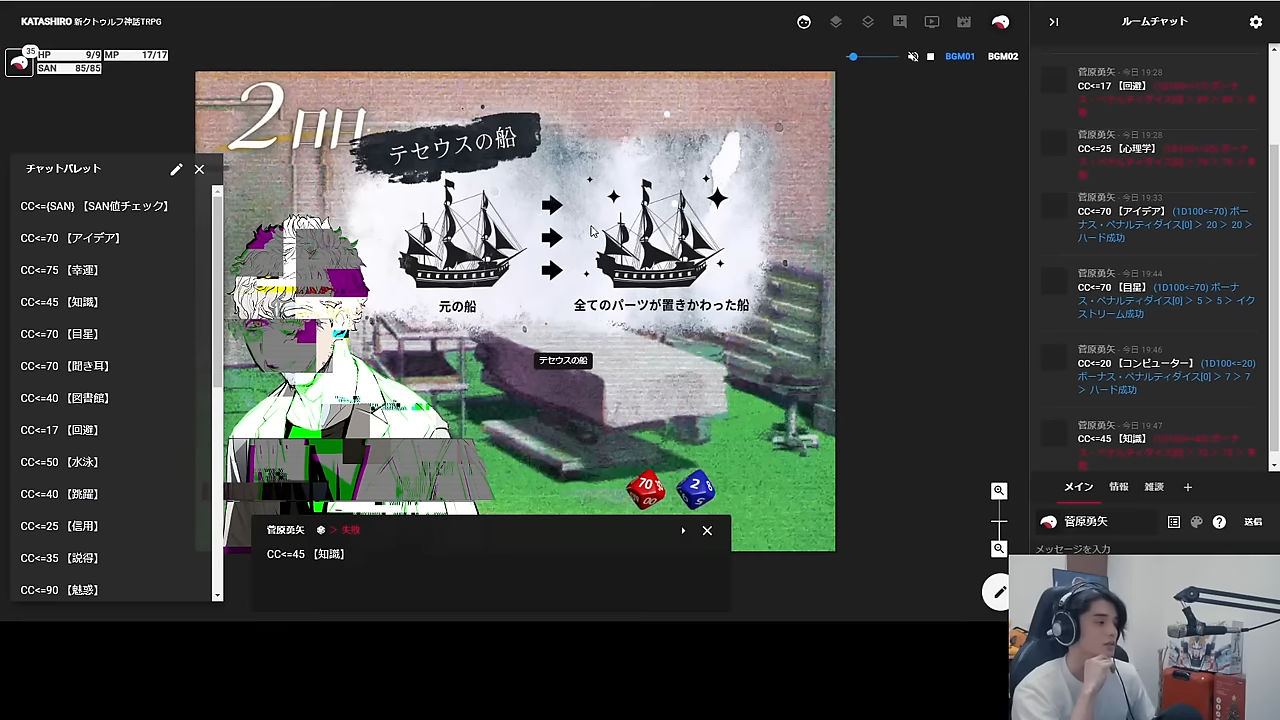 KATASHIRO 新クトゥルフ神話TRPG
ルームチャット
35
HP 9/9 MP 17/17
SAN 85/85
BGM01 BGM02
2日目
テセウスの船
元の船
全てのパーツが置きかわった船
テセウスの船
70
00
2
チャットパレット
CC<={SAN} 【SAN値チェック】
CC<=70 【アイデア】
CC<=75 【幸運】
CC<=45 【知識】
CC<=70 【目星】
CC<=70 【聞き耳】
CC<=40 【図書館】
CC<=17 【回避】
CC<=50 【水泳】
CC<=40 【跳躍】
CC<=25 【信用】
CC<=35 【説得】
CC<=90 【魅惑】
菅原勇矢 > 失敗
CC<=45 【知識】
菅原勇矢 - 今日 19:28
CC<=17 【回避】
菅原勇矢 - 今日 19:28
CC<=25 【心理学】
菅原勇矢 - 今日 19:33
CC<=70 【アイデア】 (1D100<=70) ボー
ナス・ペナルティダイス[0] > 20 > 20 >
ハード成功
菅原勇矢 - 今日 19:44
CC<=70 【目星】 (1D100<=70) ボーナ
ス・ペナルティダイス[0] > 5 > 5 > イク
ストリーム成功
菅原勇矢 - 今日 19:46
CC<=20 【コンピューター】 (1D100<=20)
ボーナス・ペナルティダイス[0] > 7 > 7
> ハード成功
菅原勇矢 - 今日 19:47
CC<=45 【知識】
メイン 情報 雑談 +
菅原勇矢
送信
メッセージを入力